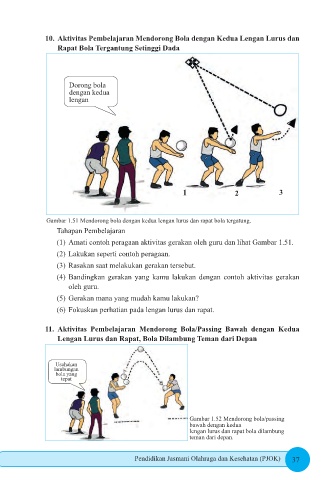 10. Aktivitas Pembelajaran Mendorong Bola dengan Kedua Lengan Lurus dan
Rapat Bola Tergantung Setinggi Dada
Dorong bola
dengan kedua
lengan
1 2 3
Gambar 1.51 Mendorong bola dengan kedua lengan lurus dan rapat bola tergatung.
Tahapan Pembelajaran
(1) Amati contoh peragaan aktivitas gerakan oleh guru dan lihat Gambar 1.51.
(2) Lakukan seperti contoh peragaan.
(3) Rasakan saat melakukan gerakan tersebut.
(4) Bandingkan gerakan yang kamu lakukan dengan contoh aktivitas gerakan
oleh guru.
(5) Gerakan mana yang mudah kamu lakukan?
(6) Fokuskan perhatian pada lengan lurus dan rapat.
11. Aktivitas Pembelajaran Mendorong Bola/Passing Bawah dengan Kedua
Lengan Lurus dan Rapat, Bola Dilambung Teman dari Depan
Usahakan
lambungan
bola yang
tepat
Gambar 1.52 Mendorong bola/passing
bawah dengan kedua
lengan lurus dan rapat bola dilambung
teman dari depan.
Pendidikan Jasmani Olahraga dan Kesehatan (PJOK) 37